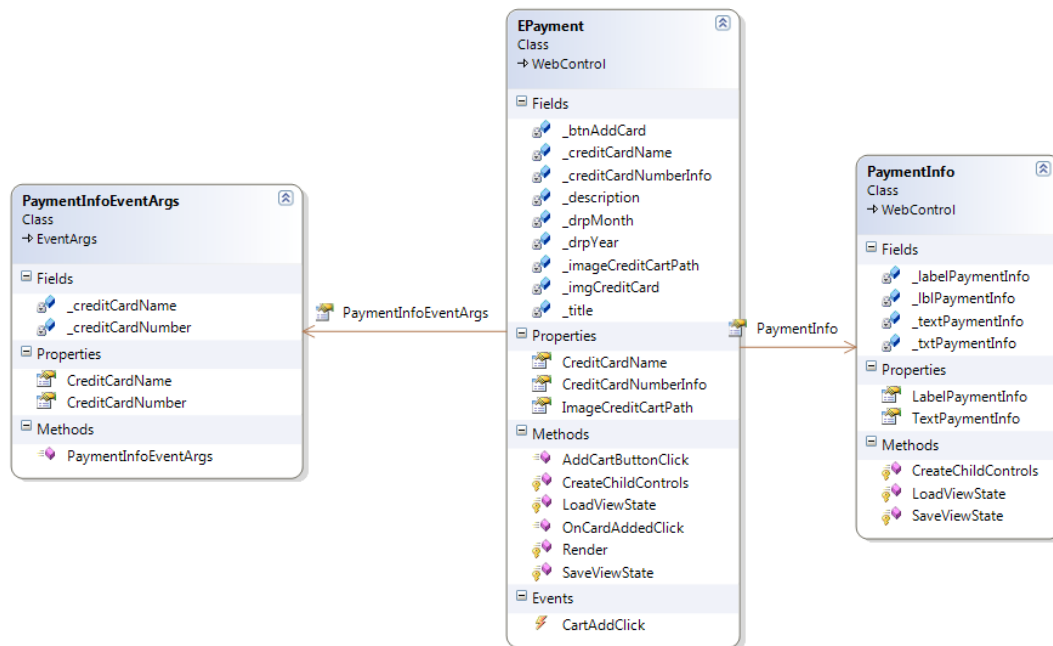 PaymentInfoEventArgs
Class
EventArgs
Fields
_creditCardName
_creditCardNumber
Properties
CreditCardName
CreditCardNumber
Methods
PaymentInfoEventArgs
PaymentInfoEventArgs
EPayment
Class
WebControl
Fields
_btnAddCard
_creditCardName
_creditCardNumberInfo
_description
_drpMonth
_drpYear
_imageCreditCartPath
_imgCreditCard
_title
Properties
CreditCardName
CreditCardNumberInfo
ImageCreditCartPath
Methods
AddCartButtonClick
CreateChildControls
LoadViewState
OnCardAddedClick
Render
SaveViewState
Events
CartAddClick
PaymentInfo
PaymentInfo
Class
WebControl
Fields
_labelPaymentInfo
_lblPaymentInfo
_textPaymentInfo
_txtPaymentInfo
Properties
LabelPaymentInfo
TextPaymentInfo
Methods
CreateChildControls
LoadViewState
SaveViewState